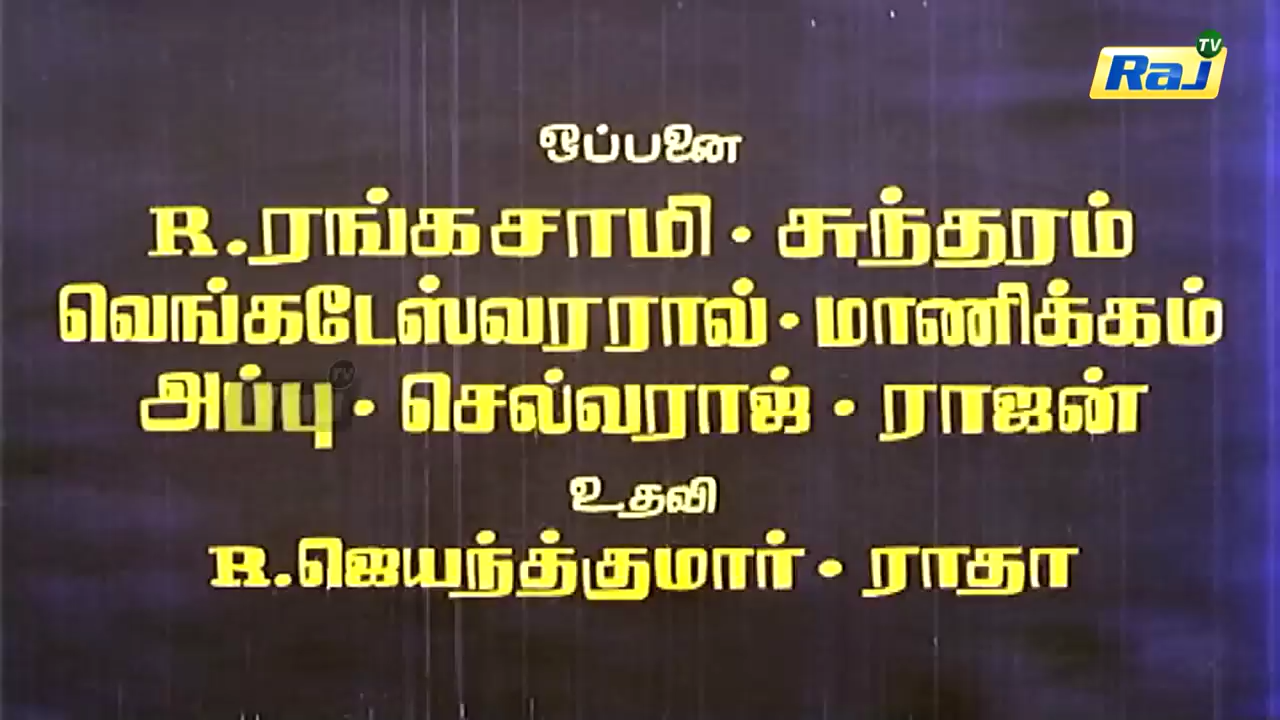 Raj TV
ஒப்பனை
R.ரங்கசாமி • சுந்தரம்
வெங்கடேஸ்வரராவ் • மாணிக்கம்
அப்பு • செல்வராஜ் • ராஜன்
உதவி
R.ஜெயந்த்குமார் • ராதா